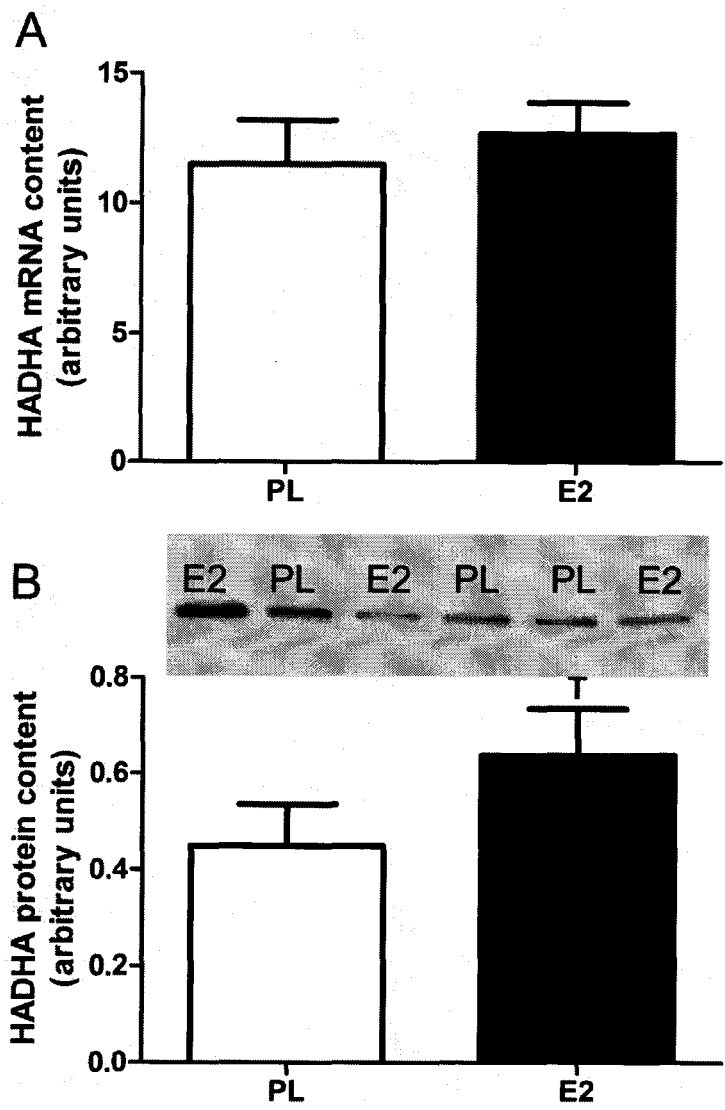 A
HADHA mRNA content
(arbitrary units)
15
10
5
0
PL E2
B
E2 PL E2 PL PL E2
HADHA protein content
(arbitrary units)
0.8
0.6
0.4
0.2
0.0
PL E2